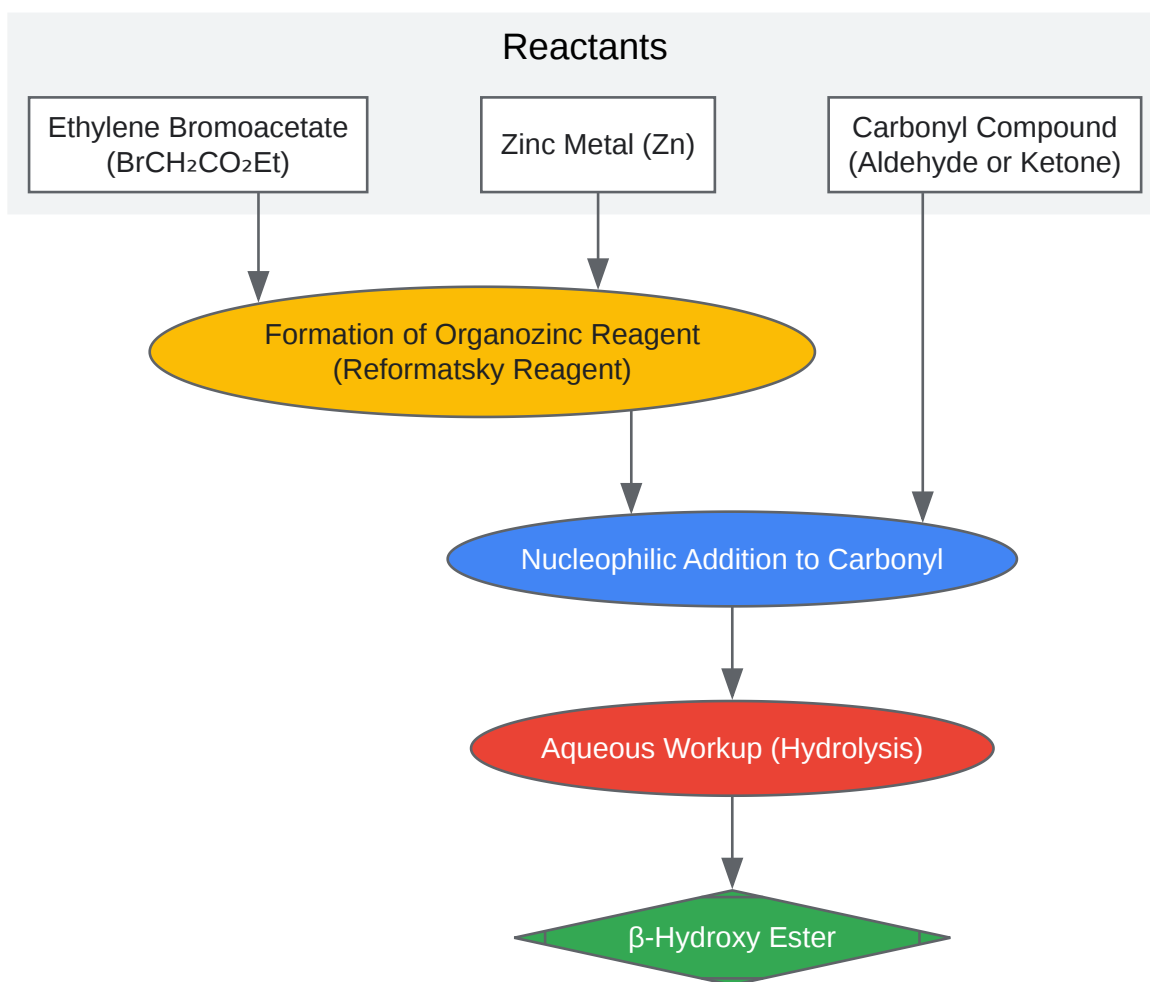 Reactants
Ethylene Bromoacetate
(BrCH₂CO₂Et)
Zinc Metal (Zn)
Carbonyl Compound
(Aldehyde or Ketone)
Formation of Organozinc Reagent
(Reformatsky Reagent)
Nucleophilic Addition to Carbonyl
Aqueous Workup (Hydrolysis)
β-Hydroxy Ester